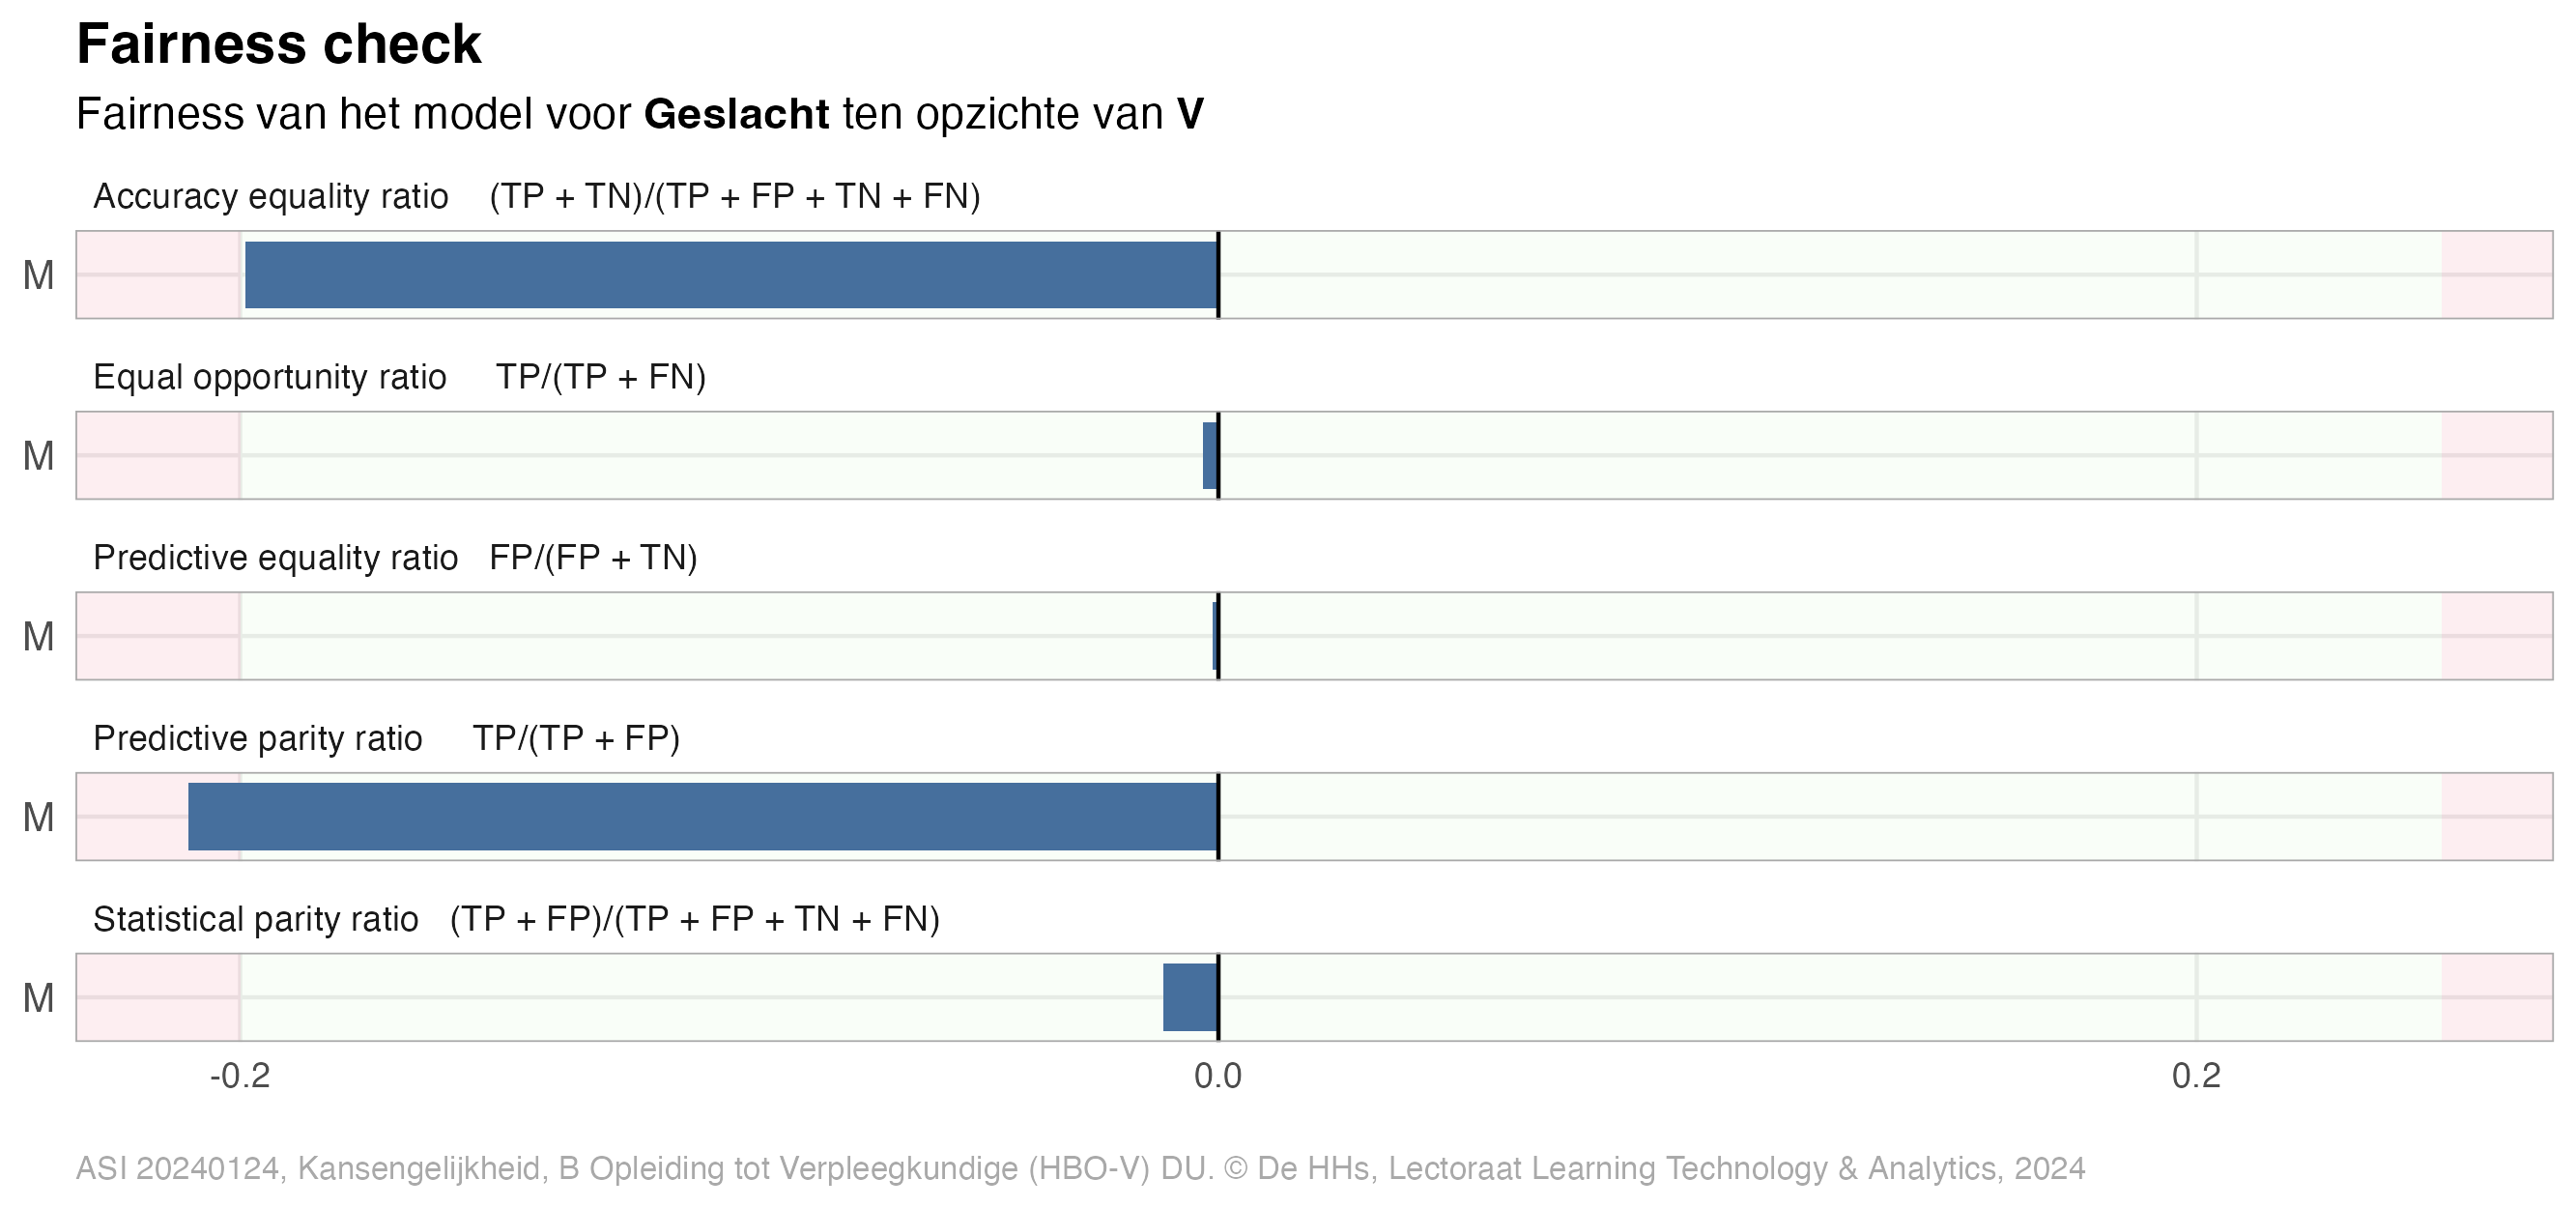 Fairness check
Fairness van het model voor Geslacht ten opzichte van V
Accuracy equality ratio (TP + TN)/(TP + FP + TN + FN)
M
Equal opportunity ratio TP/(TP + FN)
M
Predictive equality ratio FP/(FP + TN)
M
Predictive parity ratio TP/(TP + FP)
M
Statistical parity ratio (TP + FP)/(TP + FP + TN + FN)
M
-0.2 0.0 0.2
ASI 20240124, Kansengelijkheid, B Opleiding tot Verpleegkundige (HBO-V) DU. © De HHs, Lectoraat Learning Technology & Analytics, 2024